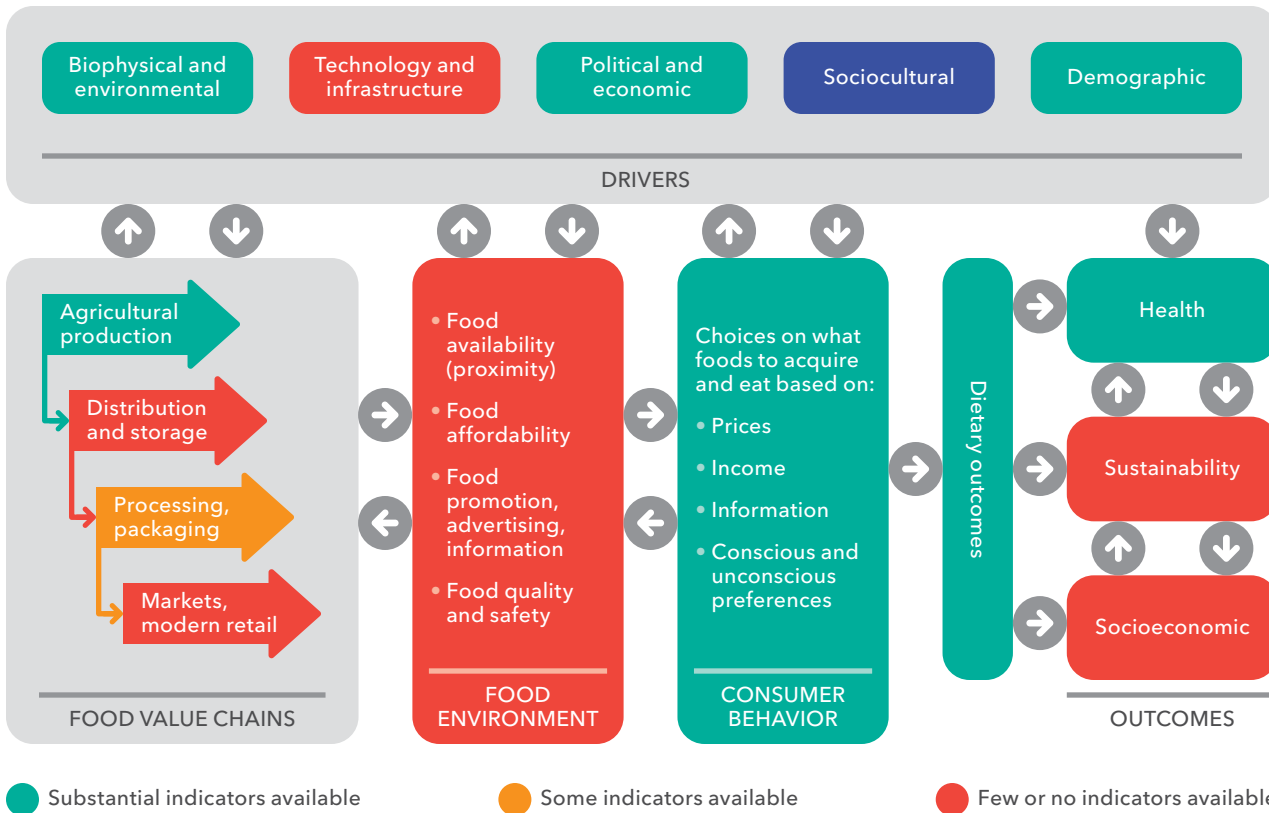 Biophysical and
environmental
Technology and
infrastructure
Political and
economic
Sociocultural
Demographic
DRIVERS
Agricultural
production
Distribution
and storage
Processing,
packaging
Markets,
modern retail
FOOD VALUE CHAINS
• Food
availability
(proximity)
• Food
affordability
• Food
promotion,
advertising,
information
• Food quality
and safety
FOOD
ENVIRONMENT
Choices on what
foods to acquire
and eat based on:
• Prices
• Income
• Information
• Conscious and
unconscious
preferences
CONSUMER
BEHAVIOR
Dietary outcomes
Health
Sustainability
Socioeconomic
OUTCOMES
Substantial indicators available
Some indicators available
Few or no indicators available